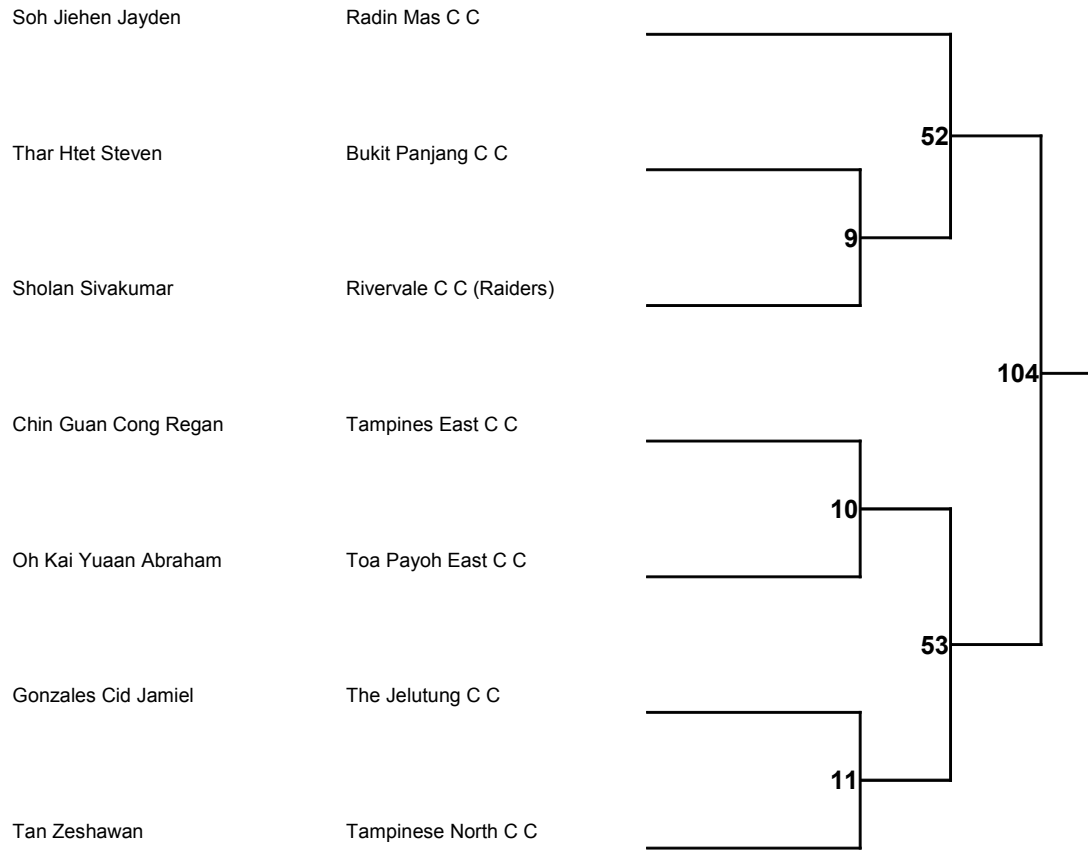 Soh Jiehen Jayden Radin Mas C C
52
Thar Htet Steven Bukit Panjang C C
9
Sholan Sivakumar Rivervale C C (Raiders)
104
Chin Guan Cong Regan Tampines East C C
10
Oh Kai Yuaan Abraham Toa Payoh East C C
53
Gonzales Cid Jamiel The Jelutung C C
11
Tan Zeshawan Tampinese North C C